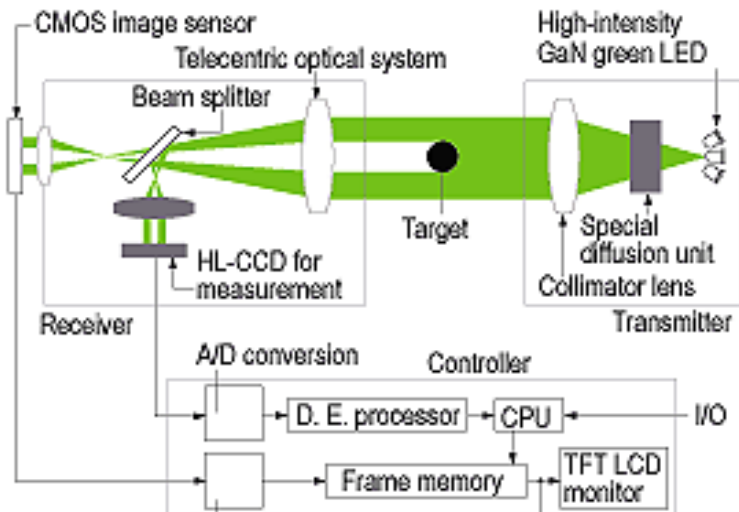 CMOS image sensor
High-intensity
GaN green LED
Telecentric optical system
Beam splitter
Target
Special
diffusion unit
HL-CCD for
measurement
Collimator lens
Receiver
Transmitter
A/D conversion
Controller
D. E. processor
CPU
I/O
Frame memory
TFT LCD
monitor